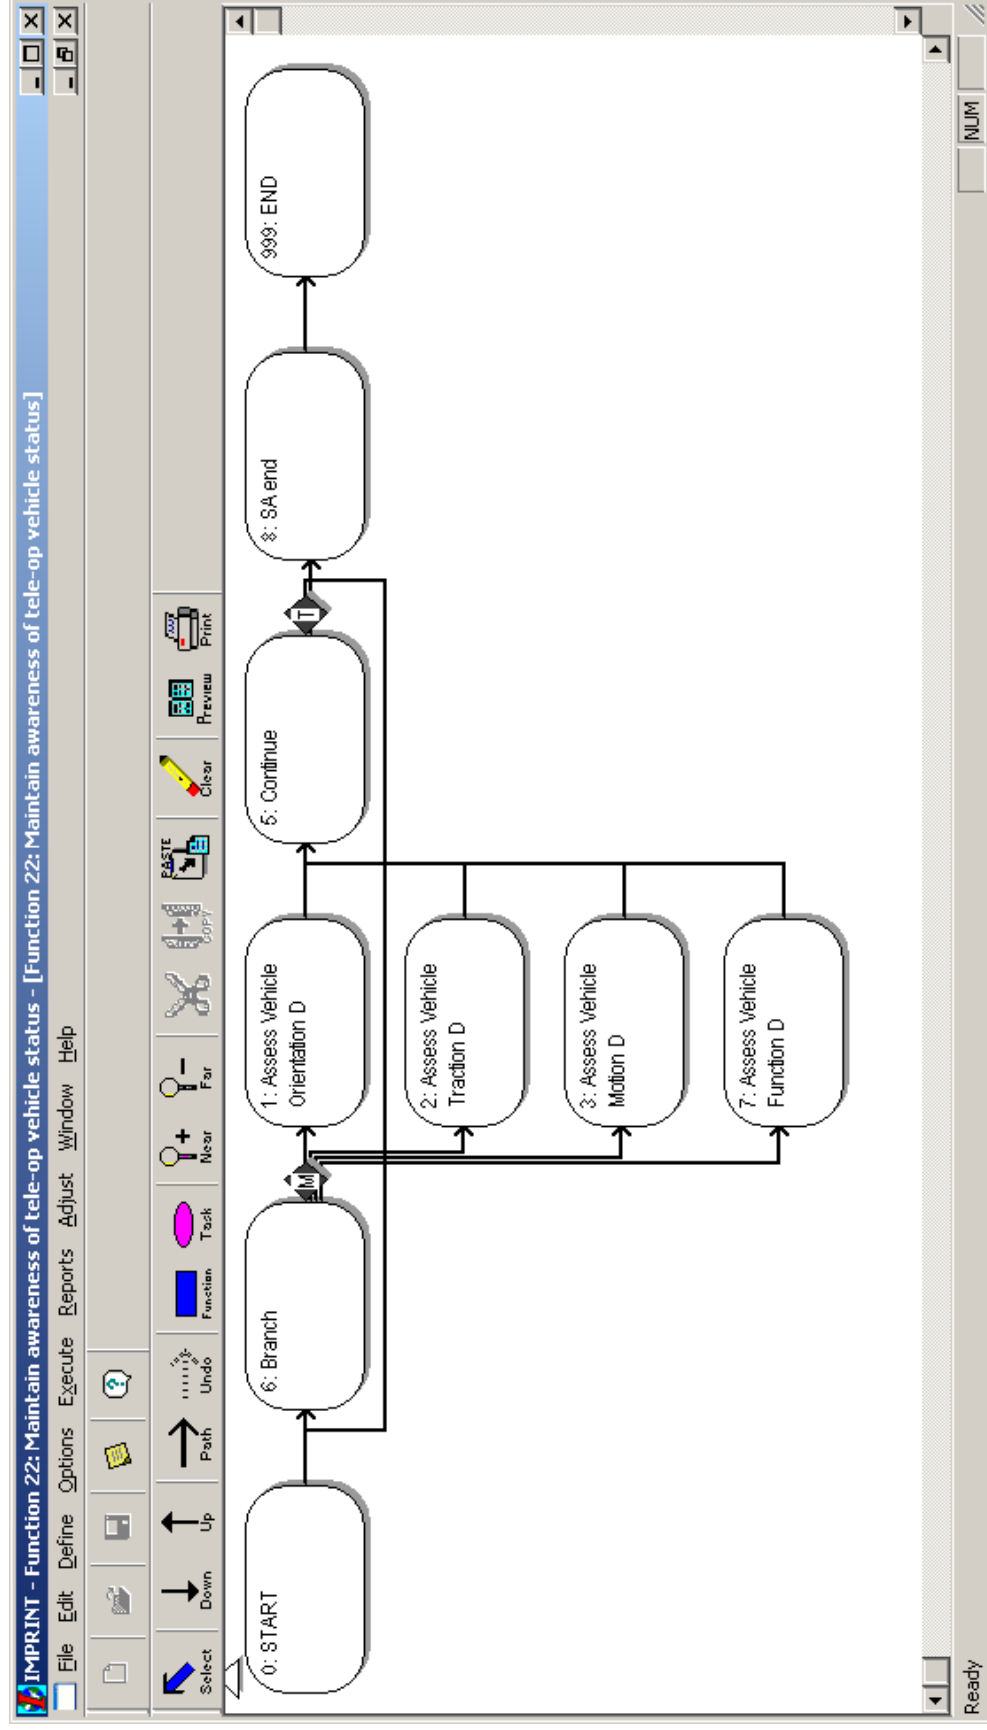 IMPRINT - Function 22: Maintain awareness of tele-op vehicle status - [Function 22: Maintain awareness of tele-op vehicle status]
File Edit Define Options Execute Reports Adjust Window Help
Select Down Up Path Undo Function Task Near Far COPY PASTE Clear Preview Print
0: START
6: Branch
M
1: Assess Vehicle
Orientation D
2: Assess Vehicle
Traction D
3: Assess Vehicle
Motion D
7: Assess Vehicle
Function D
5: Continue
T
8: SA end
999: END
Ready
NUM